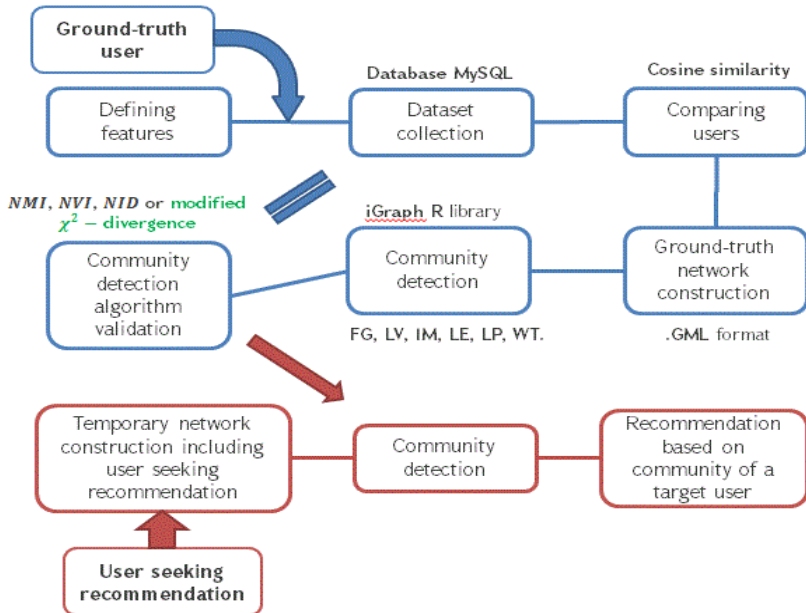 Ground-truth
user
Database MySQL
Cosine similarity
Defining
features
Dataset
collection
Comparing
users
NMI, NVI, NID or modified
χ² − divergence
iGraph R library
Community
detection
algorithm
validation
Community
detection
Ground-truth
network
construction
FG, LV, IM, LE, LP, WT.
.GML format
Temporary network
construction including
user seeking
recommendation
Community
detection
Recommendation
based on
community of a
target user
User seeking
recommendation